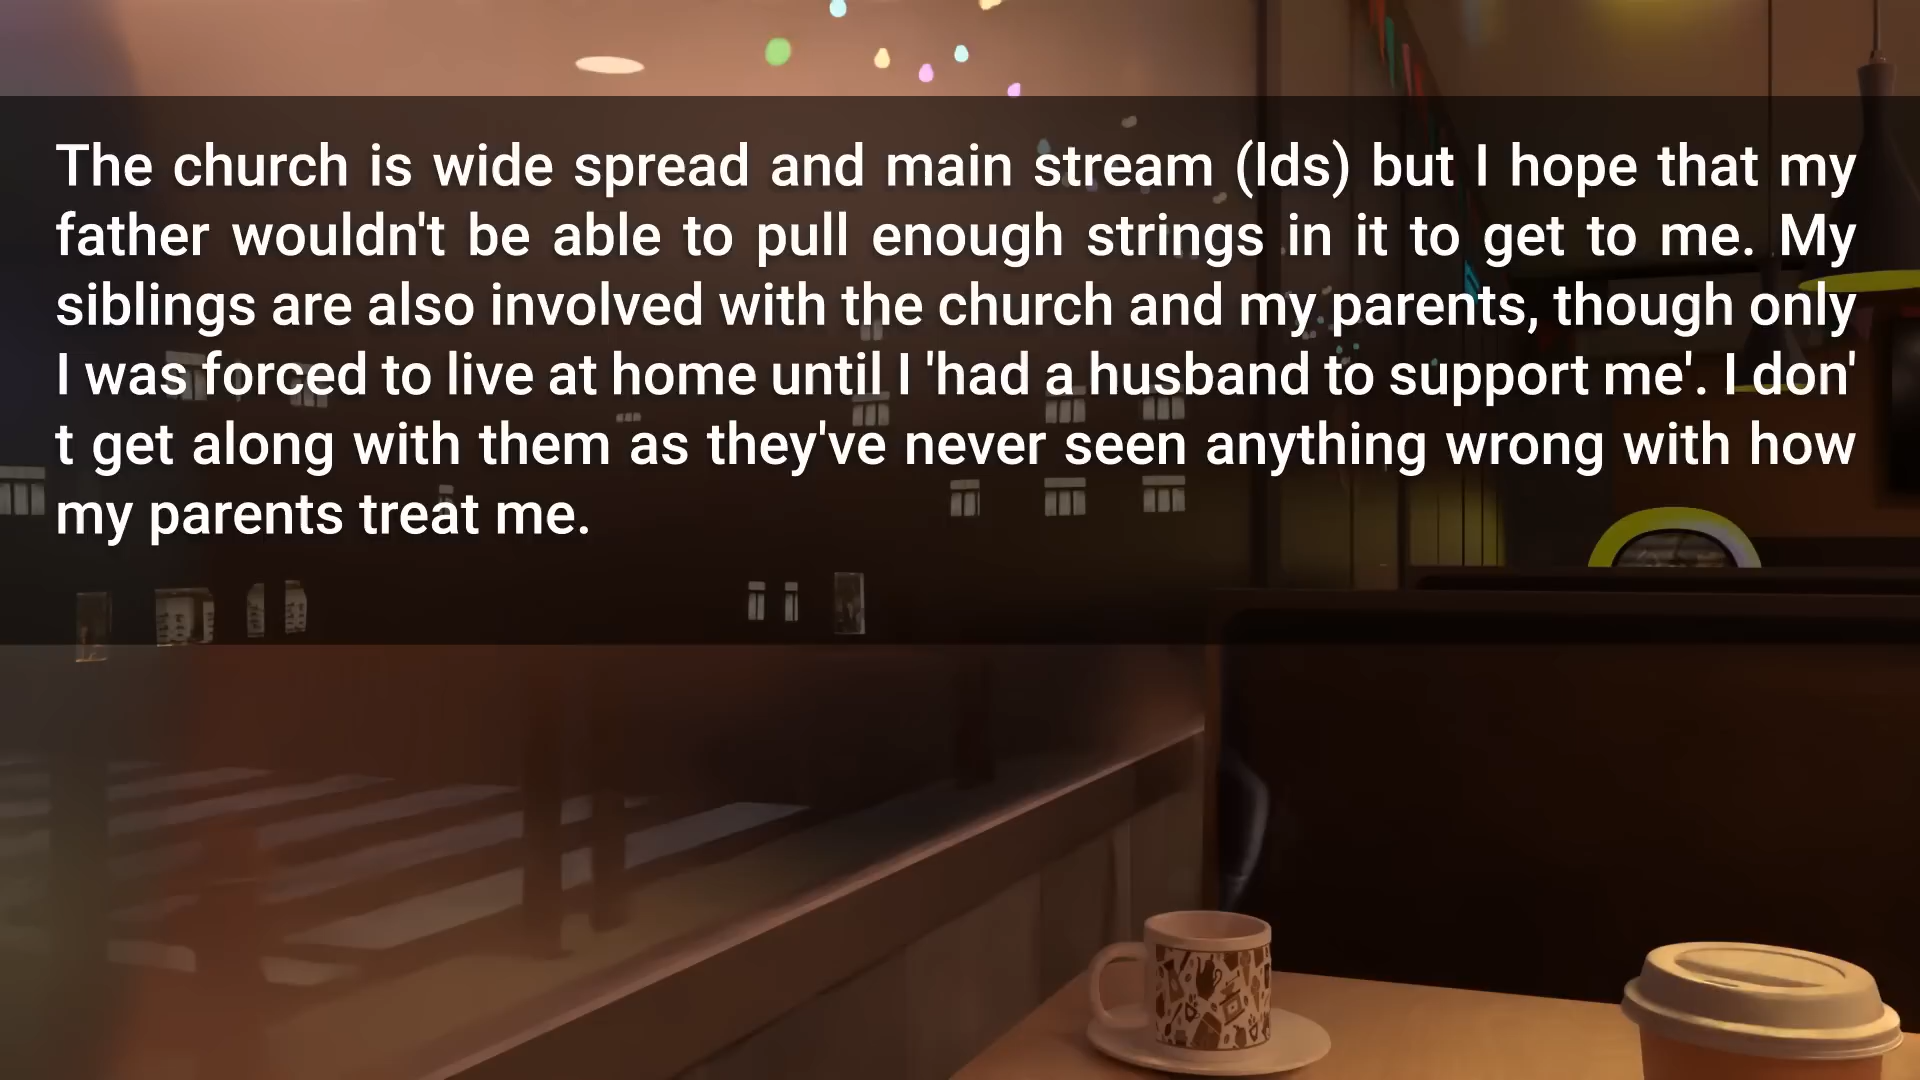 The church is wide spread and main stream (lds) but I hope that my
father wouldn't be able to pull enough strings in it to get to me. My
siblings are also involved with the church and my parents, though only
I was forced to live at home until I 'had a husband to support me'. I don'
t get along with them as they've never seen anything wrong with how
my parents treat me.